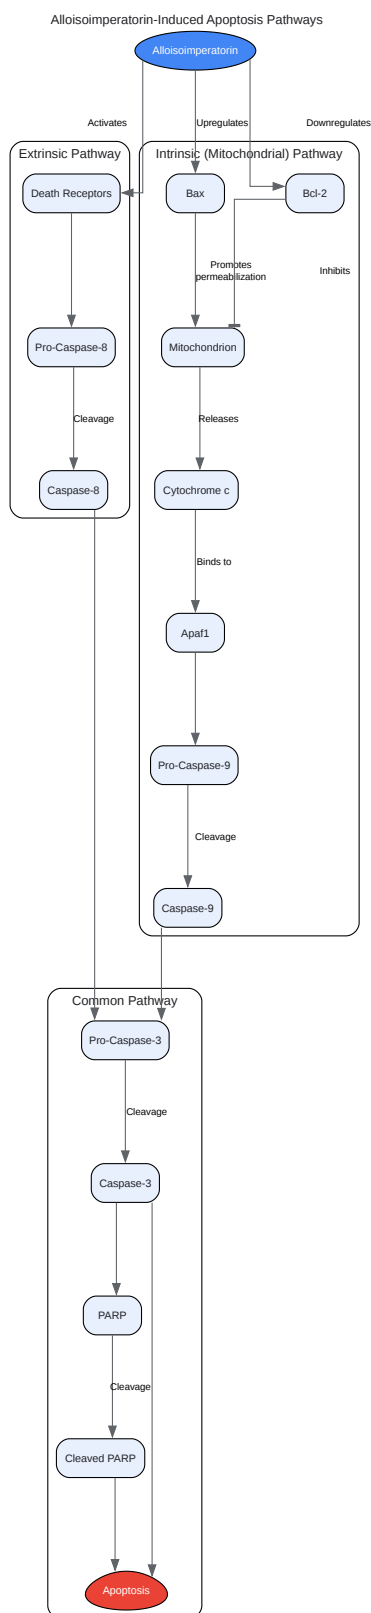 Alloisoimperatorin-Induced Apoptosis Pathways
Alloisoimperatorin
Activates
Upregulates
Downregulates
Extrinsic Pathway
Intrinsic (Mitochondrial) Pathway
Death Receptors
Bax
Bcl-2
Promotes
permeabilization
Inhibits
Pro-Caspase-8
Mitochondrion
Cleavage
Releases
Caspase-8
Cytochrome c
Binds to
Apaf1
Pro-Caspase-9
Cleavage
Caspase-9
Common Pathway
Pro-Caspase-3
Cleavage
Caspase-3
PARP
Cleavage
Cleaved PARP
Apoptosis